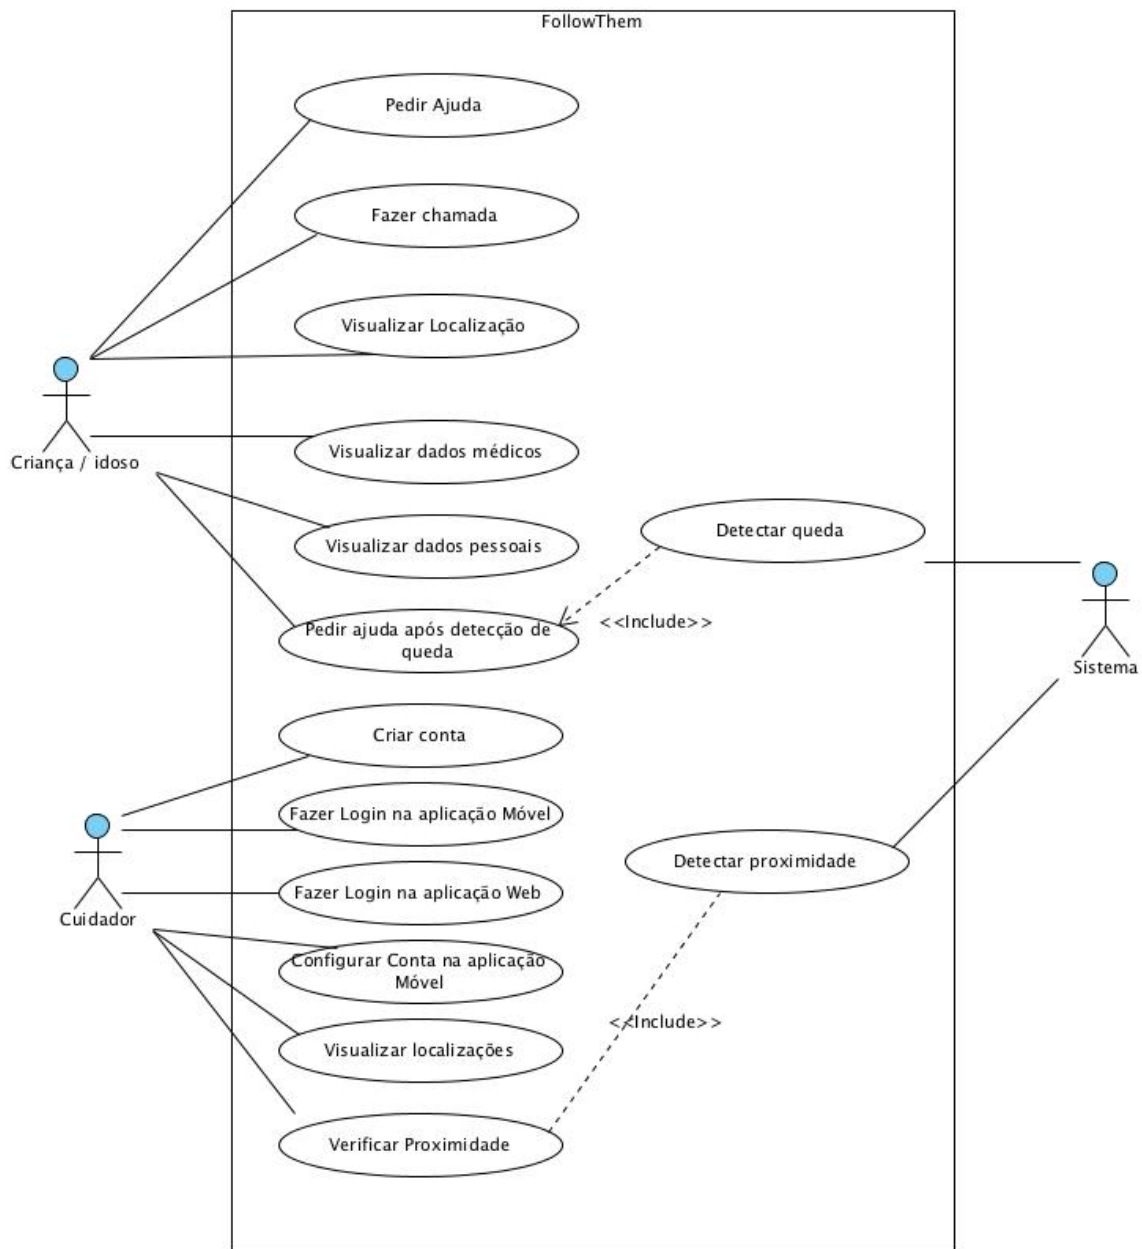 FollowThem
Pedir Ajuda
Fazer chamada
Visualizar Localização
Criança / idoso
Visualizar dados médicos
Visualizar dados pessoais
Detectar queda
<<Include>>
Pedir ajuda após detecção de
queda
Sistema
Criar conta
Fazer Login na aplicação Móvel
Detectar proximidade
Fazer Login na aplicação Web
Cuidador
Configurar Conta na aplicação
Móvel
<<Include>>
Visualizar localizações
Verificar Proximidade